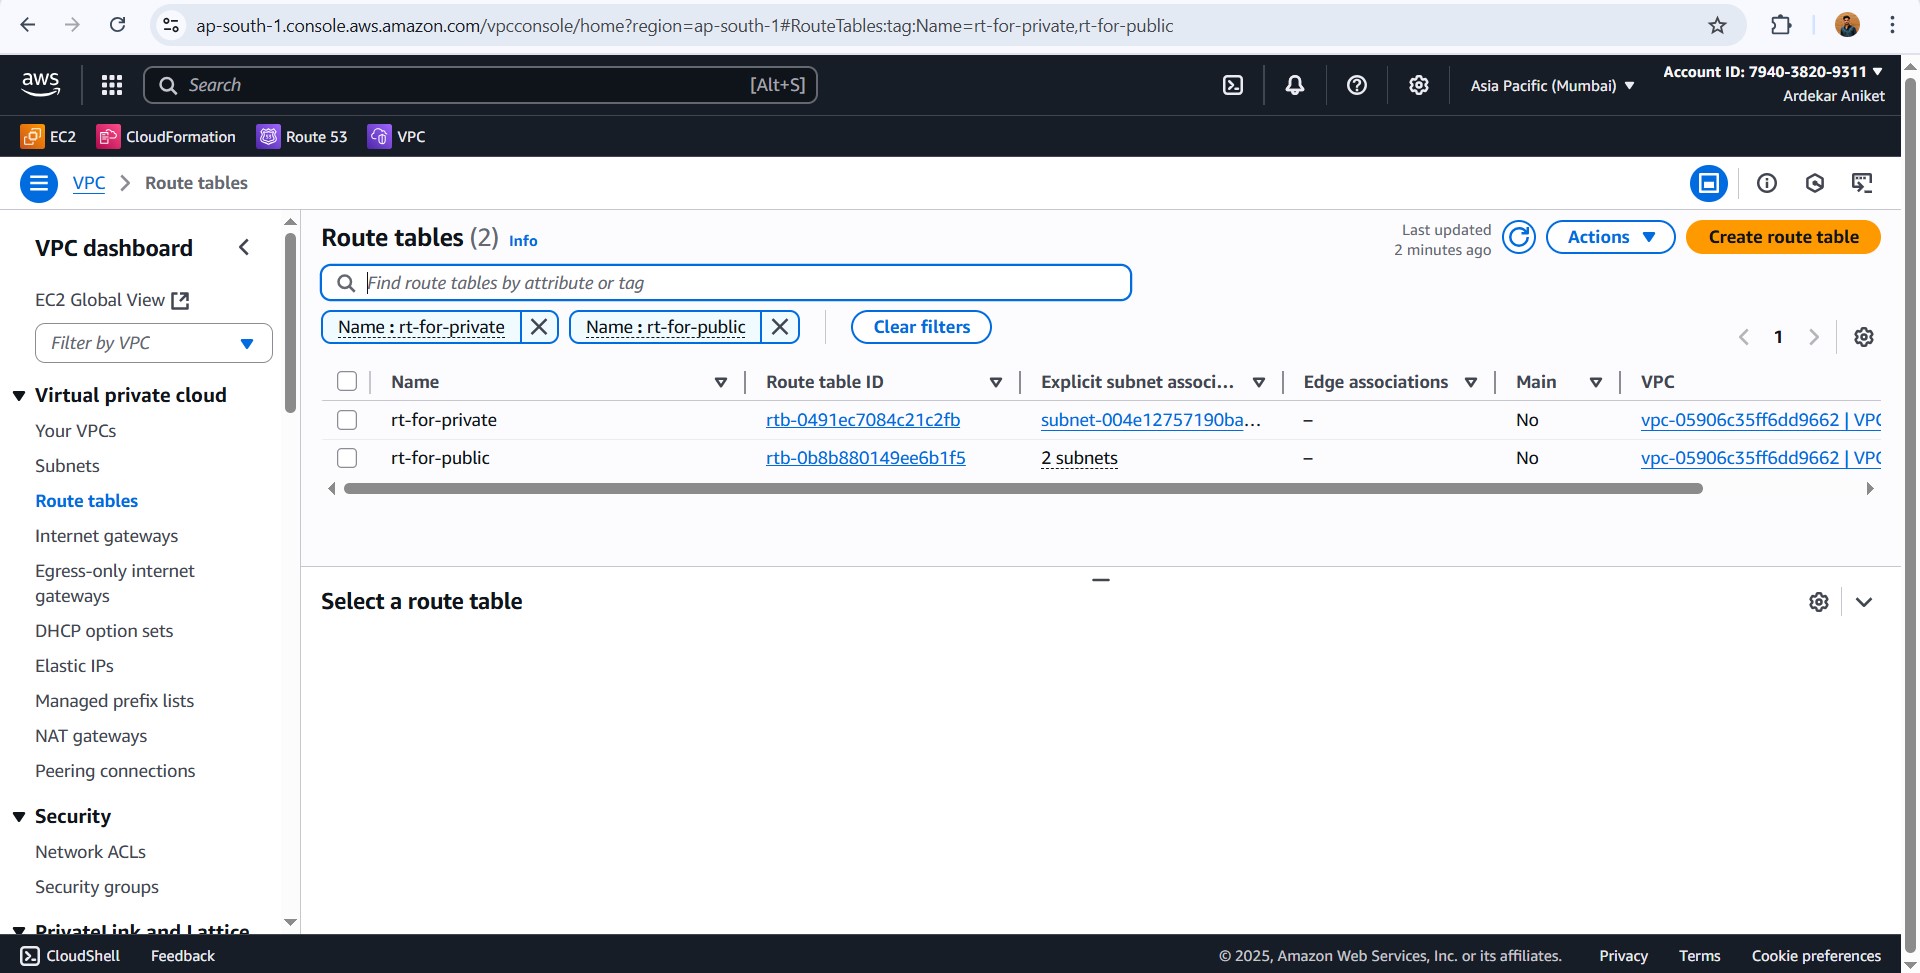 ap-south-1.console.aws.amazon.com/vpcconsole/home?region=ap-south-1#RouteTables:tag:Name=rt-for-private,rt-for-public
aws
Search [Alt+S]
Asia Pacific (Mumbai)
Account ID: 7940-3820-9311
Ardekar Aniket
EC2 CloudFormation Route 53 VPC
VPC Route tables
VPC dashboard
EC2 Global View
Filter by VPC
Virtual private cloud
Your VPCs
Subnets
Route tables
Internet gateways
Egress-only internet
gateways
DHCP option sets
Elastic IPs
Managed prefix lists
NAT gateways
Peering connections
Security
Network ACLs
Security groups
PrivateLink and Lattice
Route tables (2) Info
Last updated
2 minutes ago
Actions
Create route table
Find route tables by attribute or tag
Name : rt-for-private
Name : rt-for-public
Clear filters
1
Name Route table ID Explicit subnet associ... Edge associations Main VPC
rt-for-private rtb-0491ec7084c21c2fb subnet-004e12757190ba... – No vpc-05906c35ff6dd9662 | VPC
rt-for-public rtb-0b8b880149ee6b1f5 2 subnets – No vpc-05906c35ff6dd9662 | VPC
Select a route table
CloudShell Feedback
© 2025, Amazon Web Services, Inc. or its affiliates. Privacy Terms Cookie preferences